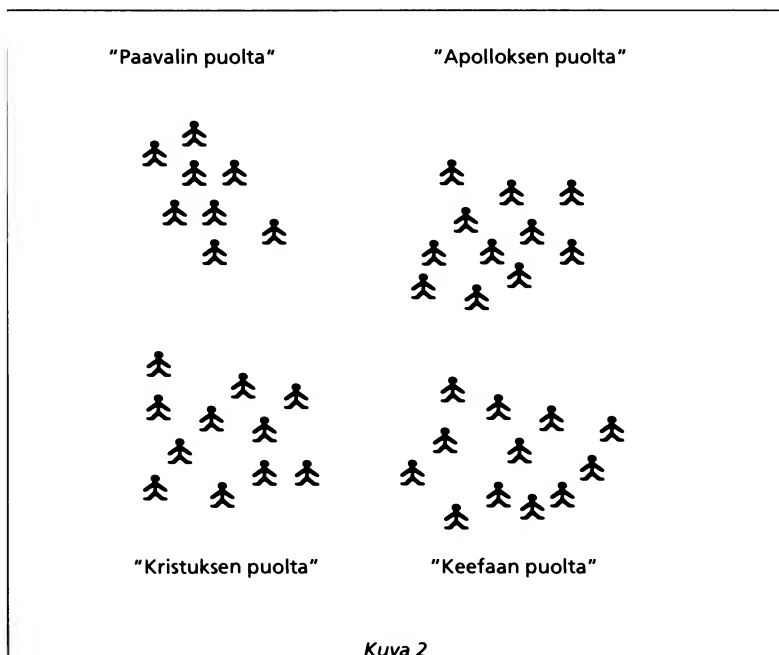 "Paavalin puolta"
"Apolloksen puolta"
"Kristuksen puolta"
"Keefaan puolta"
Kuva 2